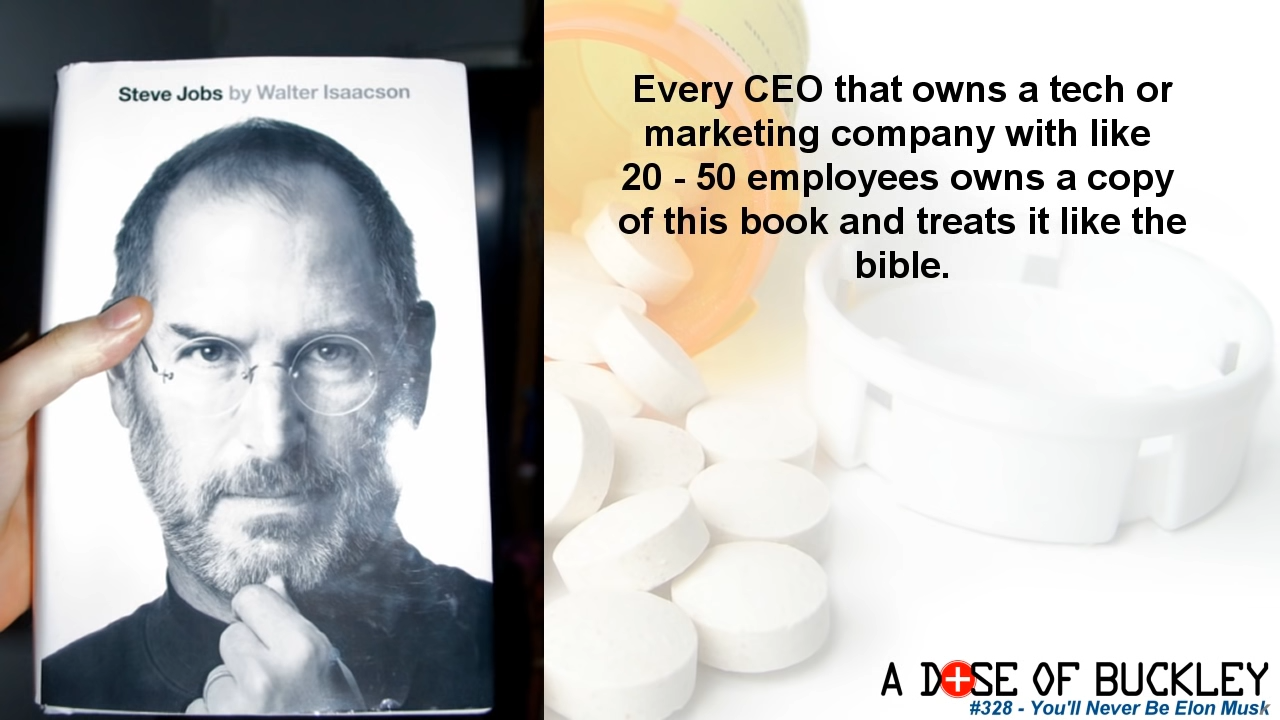 Steve Jobs by Walter Isaacson
Every CEO that owns a tech or
marketing company with like
20 - 50 employees owns a copy
of this book and treats it like the
bible.
A DOSE OF BUCKLEY
#328 - You'll Never Be Elon Musk